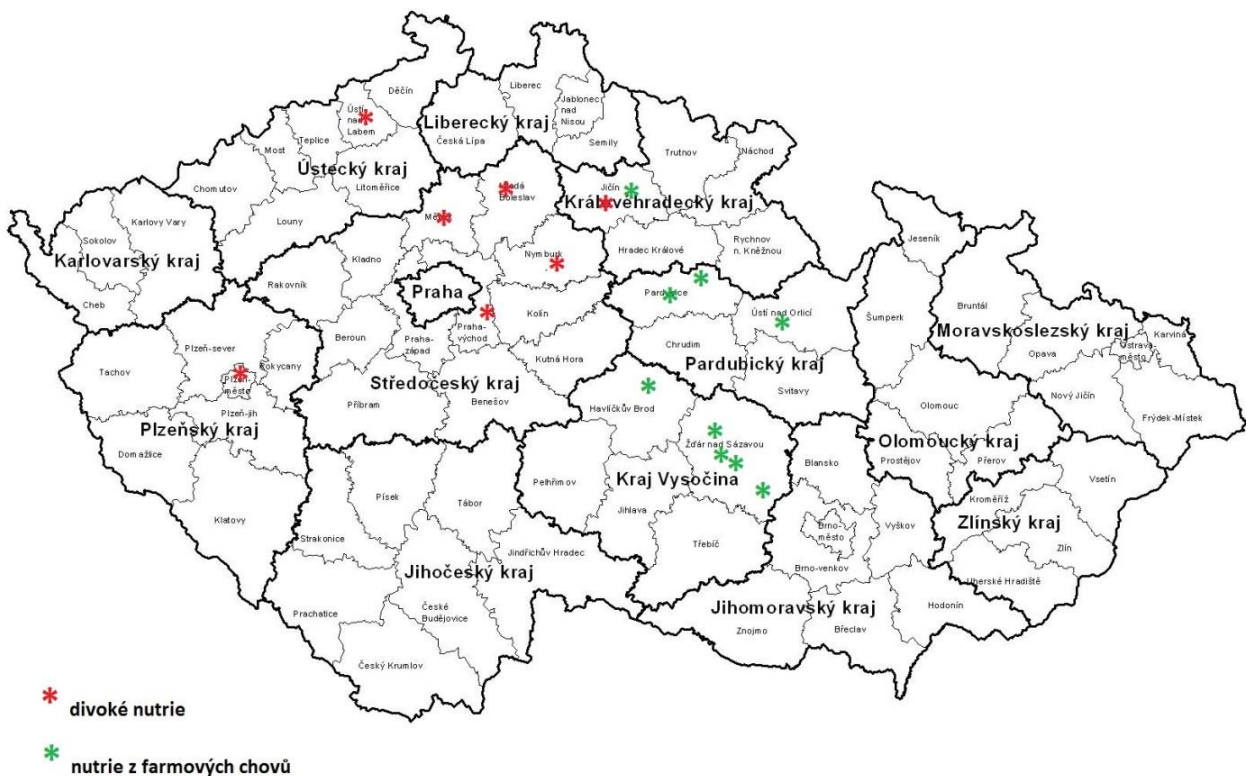 Děčín
Liberec
Ústí
nad
Labem
Jablonec
nad
Nisou
Liberecký kraj
Česká Lípa
Teplice
Most
Semily
Trutnov
Náchod
Ústecký kraj
Chomutov
Litoměřice
Jičín
Boleslav
Královéhradecký kraj
Karlovy Vary
Louny
Sokolov
Karlovarský kraj
Kladno
Nymburk
Hradec Králové
Rychnov
n. Kněžnou
Jeseník
Cheb
Rakovník
Praha
Pardubice
Kolín
Ústí nad Orlicí
Šumperk
Bruntál
Moravskoslezský kraj
Karviná
Ostrava-
město
Opava
Beroun
Praha-
západ
Praha-
východ
Chrudim
Pardubický kraj
Plzeň-sever
Rokycany
Tachov
Plzeň-
město
Kutná Hora
Středočeský kraj
Příbram
Benešov
Svitavy
Nový Jičín
Frýdek-Místek
Olomouc
Plzeň-jih
Plzeňský kraj
Havlíčkův Brod
Olomoucký kraj
Domažlice
Žďár nad Sázavou
Prostějov
Přerov
Blansko
Vsetín
Písek
Tábor
Pelhřimov
Kraj Vysočina
Kroměříž
Klatovy
Jihlava
Zlínský kraj
Strakonice
Třebíč
Brno-
město
Vyškov
Zlín
Jindřichův Hradec
Jihočeský kraj
Brno-venkov
Uherské Hradiště
Prachatice
České
Budějovice
Jihomoravský kraj
Hodonín
Znojmo
Břeclav
Český Krumlov
divoké nutrie
nutrie z farmových chovů